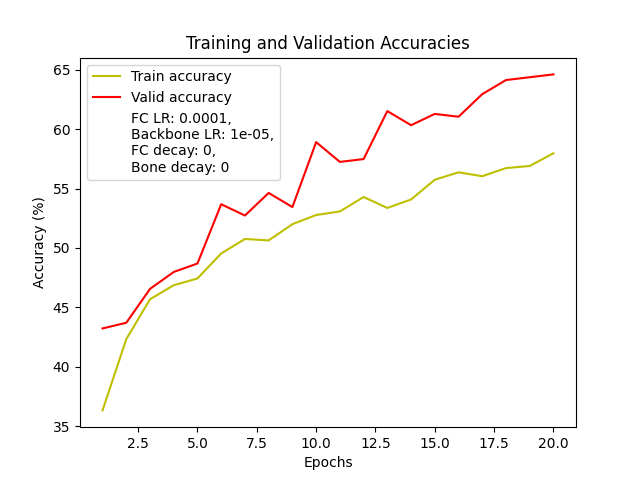 Training and Validation Accuracies
Train accuracy
Valid accuracy
FC LR: 0.0001,
Backbone LR: 1e-05,
FC decay: 0,
Bone decay: 0
Accuracy (%)
65
60
55
50
45
40
35
2.5 5.0 7.5 10.0 12.5 15.0 17.5 20.0
Epochs